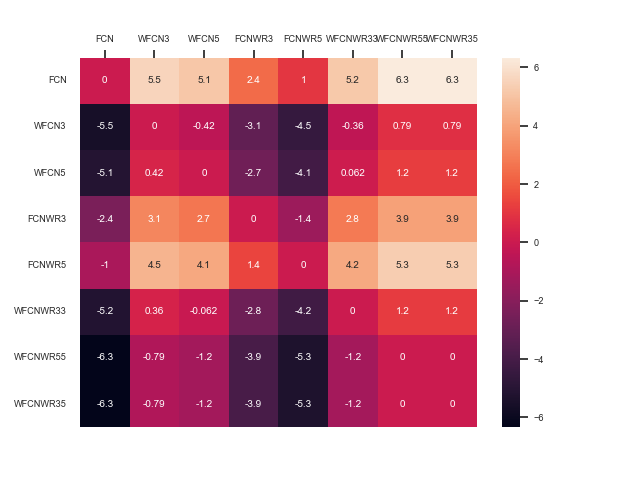 FCN WFCN3 WFCN5 FCNWR3 FCNWR5 WFCNWR33 WFCNWR55 WFCNWR35
FCN 0 5.5 5.1 2.4 1 5.2 6.3 6.3
WFCN3 -5.5 0 -0.42 -3.1 -4.5 -0.36 0.79 0.79
WFCN5 -5.1 0.42 0 -2.7 -4.1 0.062 1.2 1.2
FCNWR3 -2.4 3.1 2.7 0 -1.4 2.8 3.9 3.9
FCNWR5 -1 4.5 4.1 1.4 0 4.2 5.3 5.3
WFCNWR33 -5.2 0.36 -0.062 -2.8 -4.2 0 1.2 1.2
WFCNWR55 -6.3 -0.79 -1.2 -3.9 -5.3 -1.2 0 0
WFCNWR35 -6.3 -0.79 -1.2 -3.9 -5.3 -1.2 0 0
6
4
2
0
−2
−4
−6